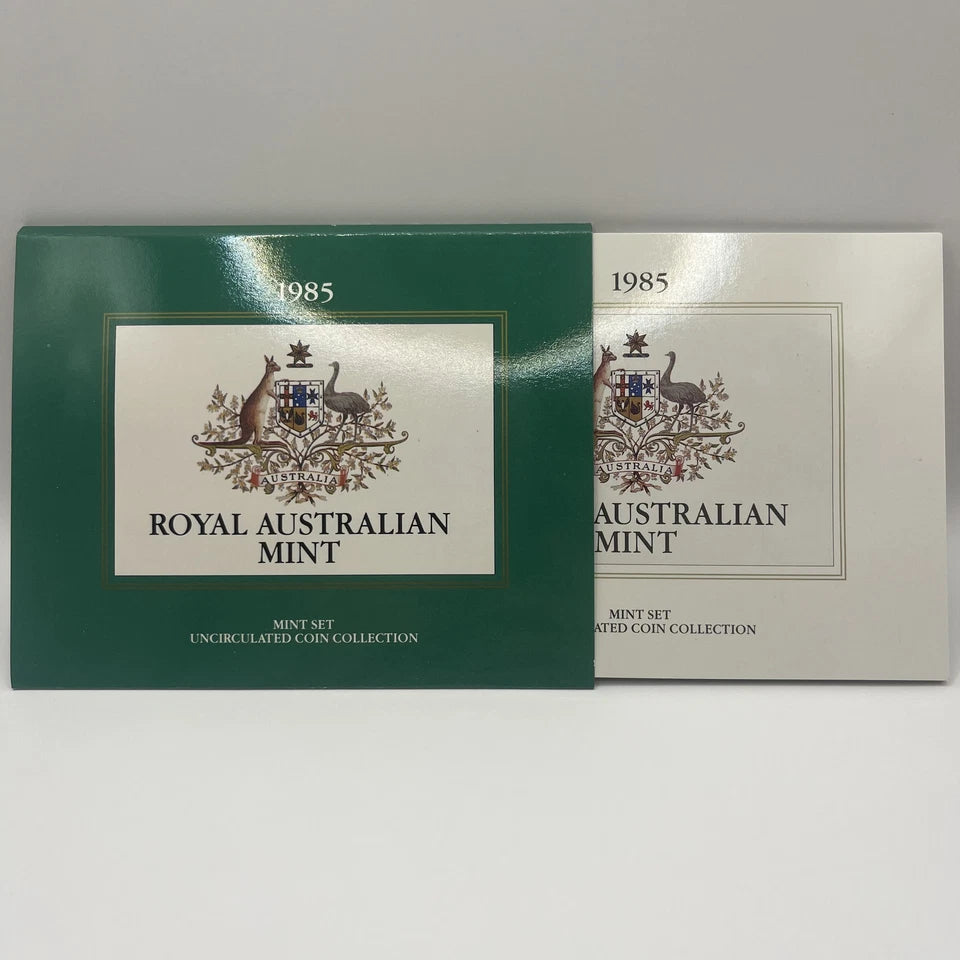 1985
AUSTRALIA
ROYAL AUSTRALIAN
MINT
MINT SET
UNCIRCULATED COIN COLLECTION
1985
AUSTRALIA
AUSTRALIAN
MINT
MINT SET
ATED COIN COLLECTION